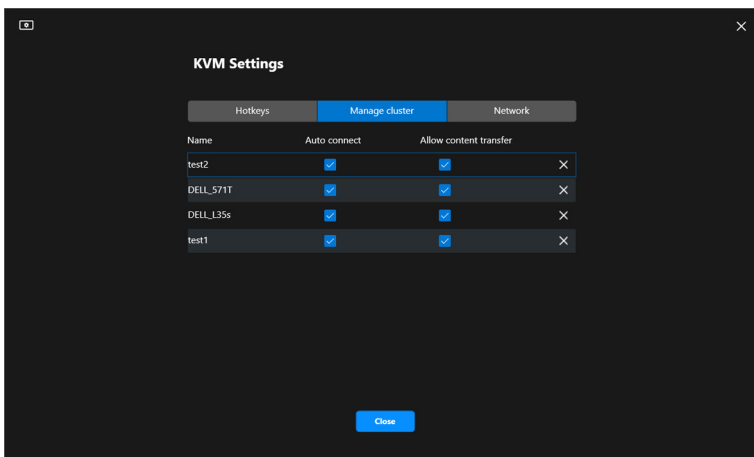 KVM Settings
Hotkeys Manage cluster Network
Name Auto connect Allow content transfer
test2
DELL_571T
DELL_L35s
test1
Close